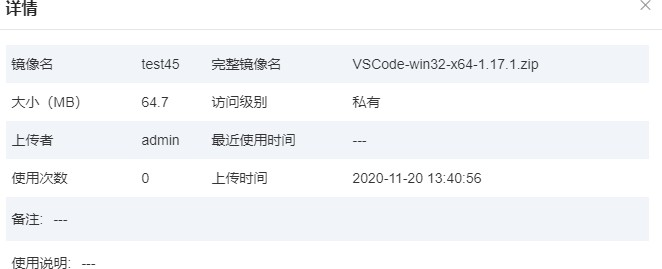 详情
镜像名 test45 完整镜像名 VSCode-win32-x64-1.17.1.zip
大小（MB） 64.7 访问级别 私有
上传者 admin 最近使用时间 ---
使用次数 0 上传时间 2020-11-20 13:40:56
备注: ---
使用说明: ---